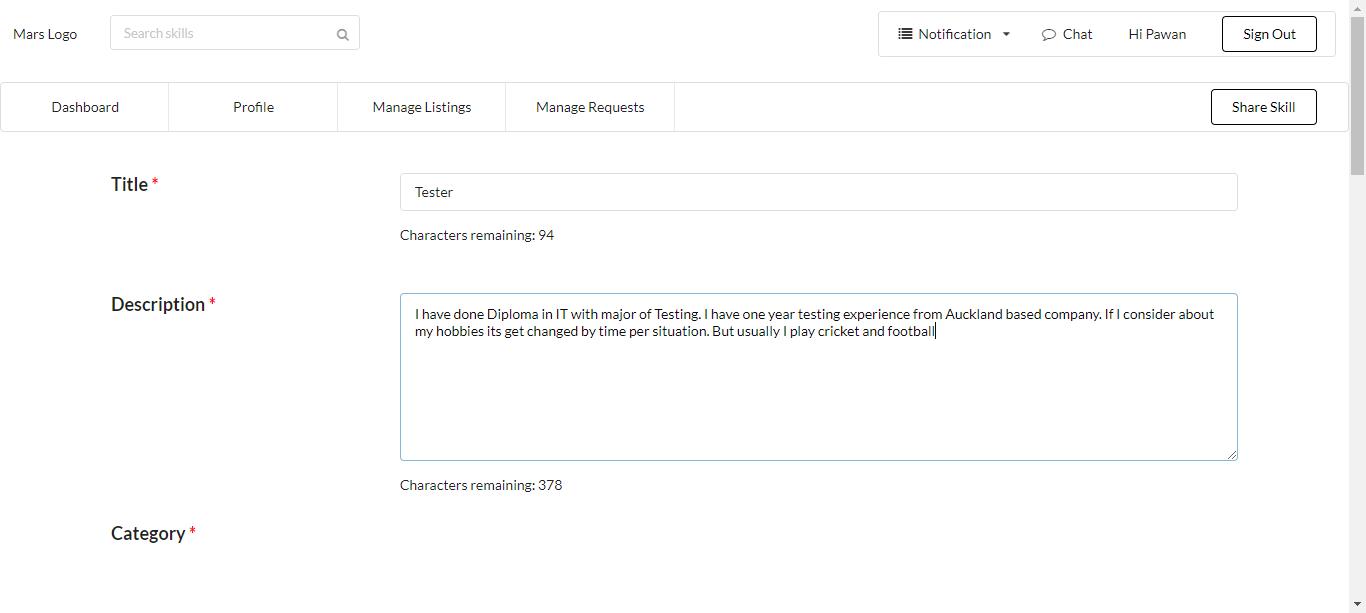 Mars Logo
Search skills
Notification
Chat
Hi Pawan
Sign Out
Dashboard
Profile
Manage Listings
Manage Requests
Share Skill
Title *
Tester
Characters remaining: 94
Description *
I have done Diploma in IT with major of Testing. I have one year testing experience from Auckland based company. If I consider about
my hobbies its get changed by time per situation. But usually I play cricket and football
Characters remaining: 378
Category *